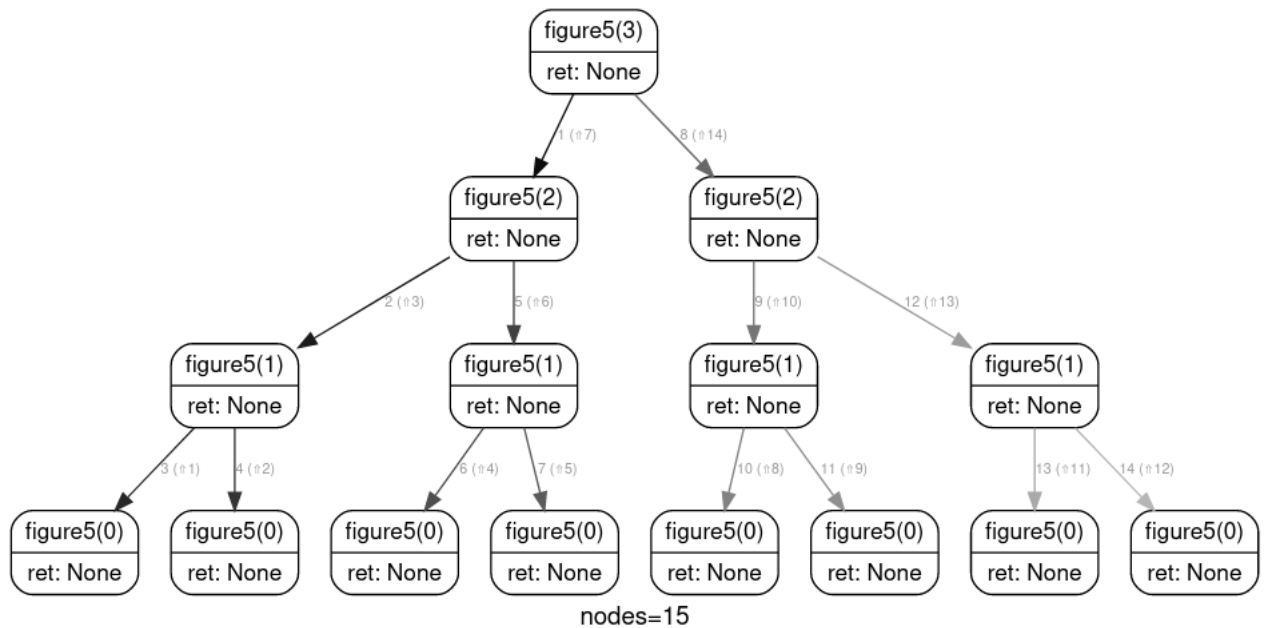 figure5(3)
ret: None
1 (⇑7)
8 (⇑14)
figure5(2)
ret: None
figure5(2)
ret: None
2 (⇑3)
5 (⇑6)
9 (⇑10)
12 (⇑13)
figure5(1)
ret: None
figure5(1)
ret: None
figure5(1)
ret: None
figure5(1)
ret: None
3 (⇑1)
4 (⇑2)
6 (⇑4)
7 (⇑5)
10 (⇑8)
11 (⇑9)
13 (⇑11)
14 (⇑12)
figure5(0)
ret: None
figure5(0)
ret: None
figure5(0)
ret: None
figure5(0)
ret: None
figure5(0)
ret: None
figure5(0)
ret: None
figure5(0)
ret: None
figure5(0)
ret: None
nodes=15